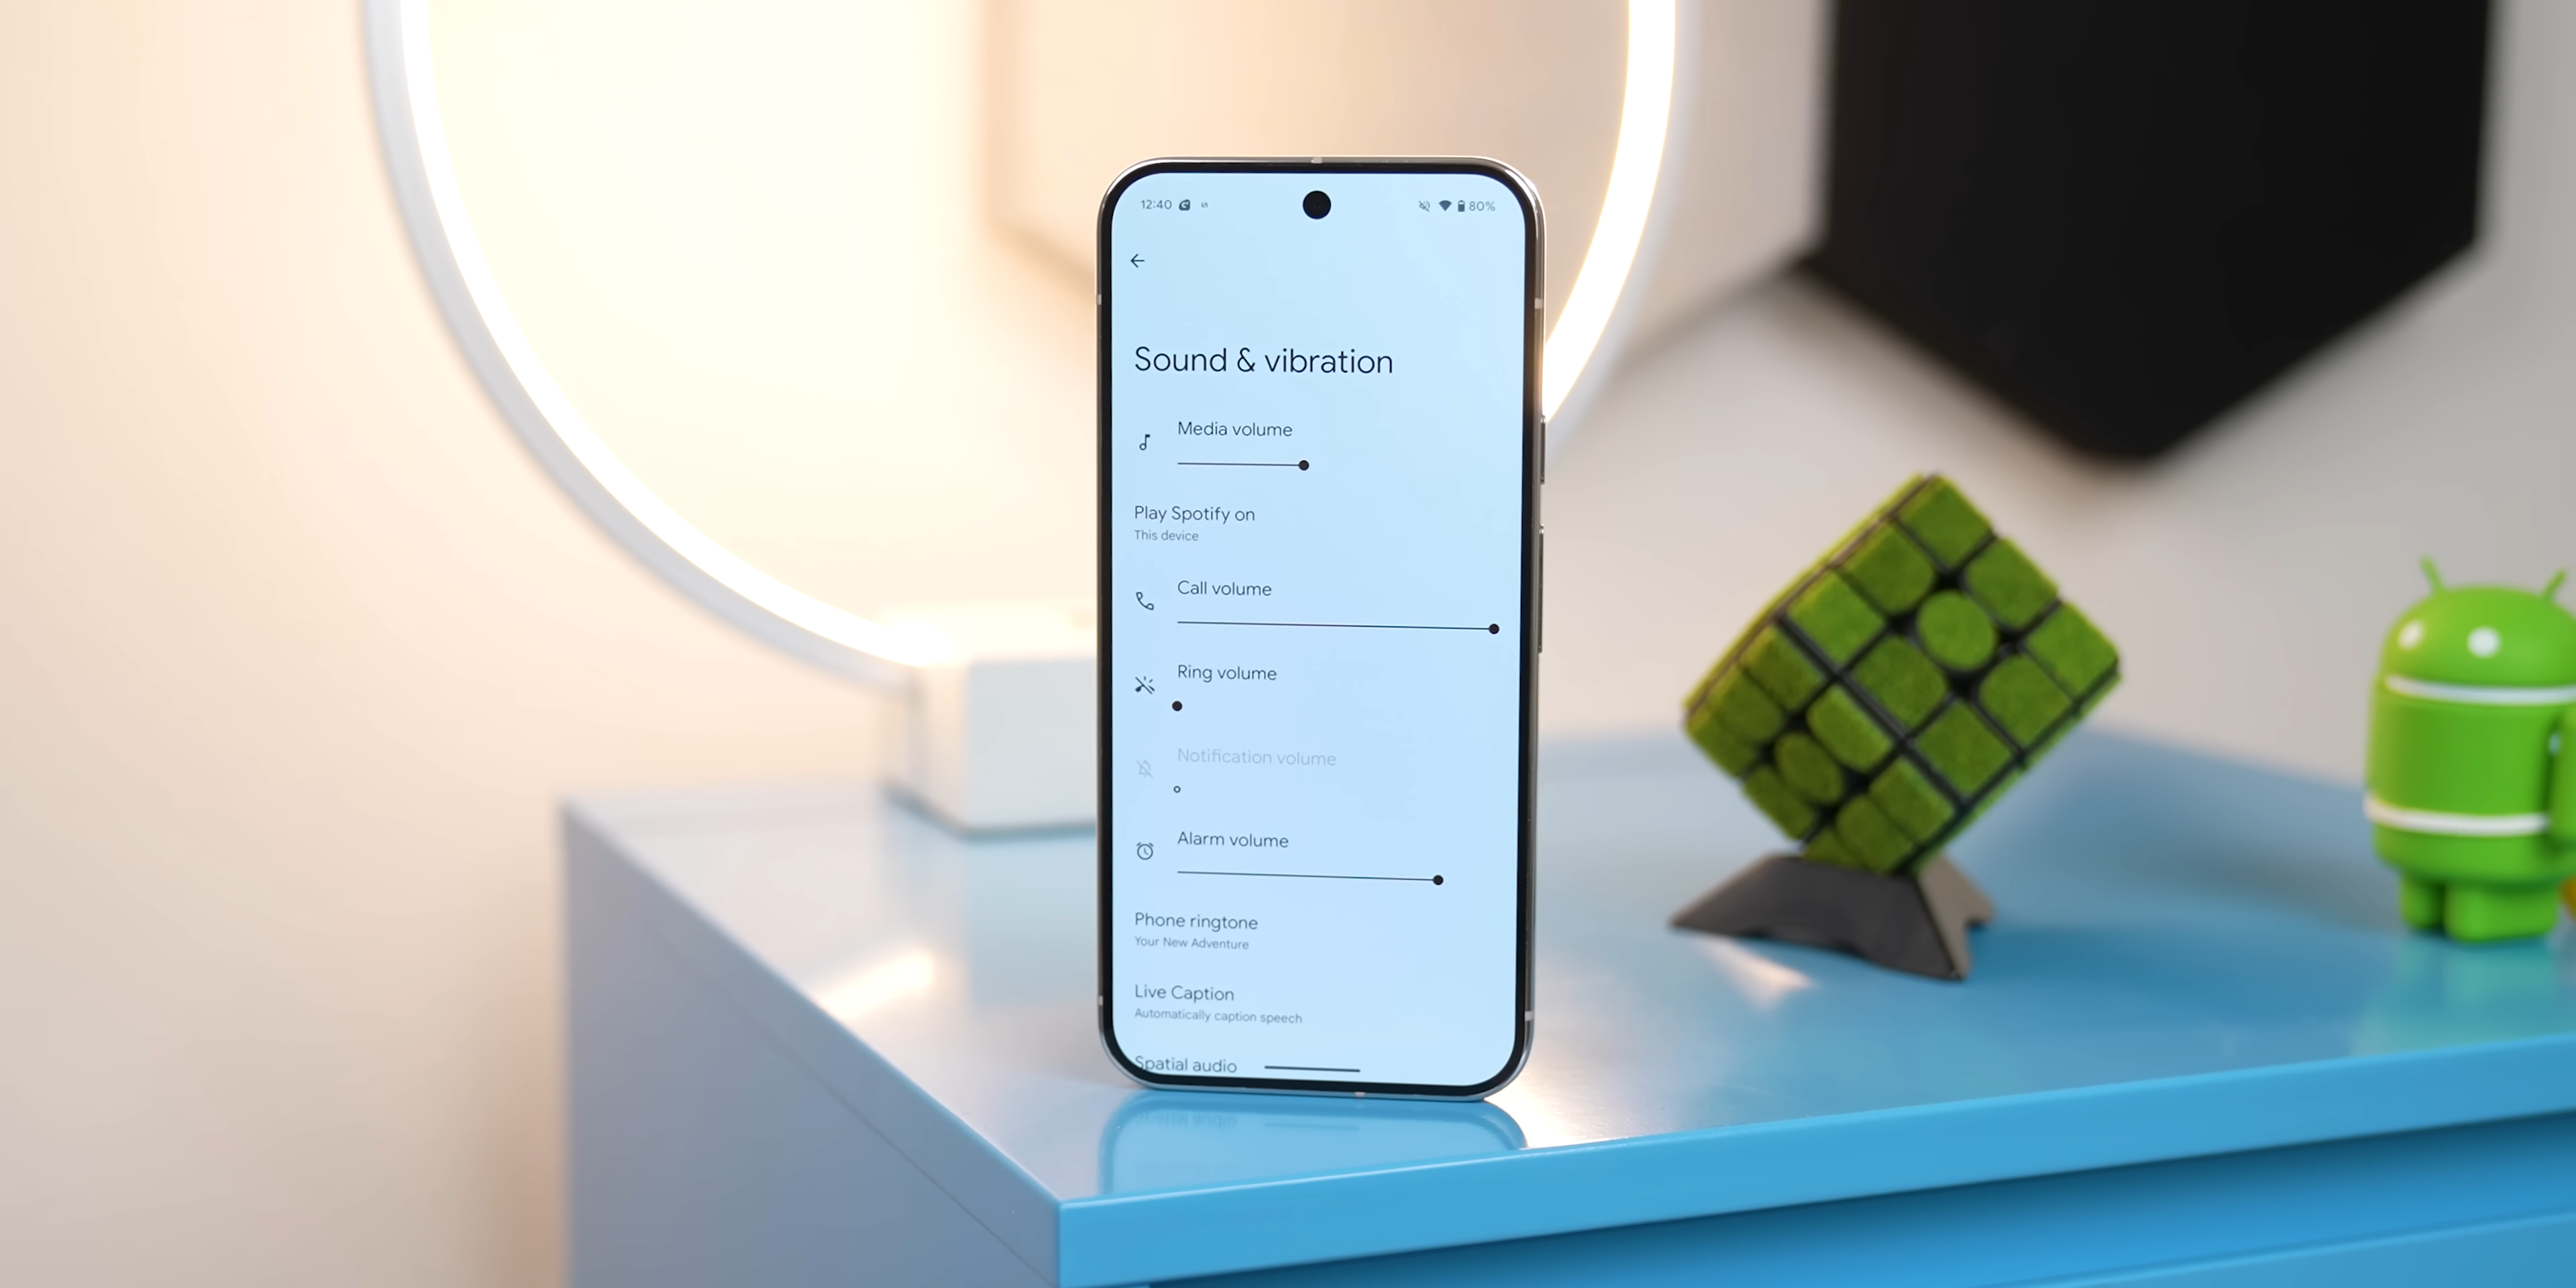 12:40
80%
Sound & vibration
Media volume
Play Spotify on
This device
Call volume
Ring volume
Notification volume
Alarm volume
Phone ringtone
Your New Adventure
Live Caption
Automatically caption speech
Spatial audio